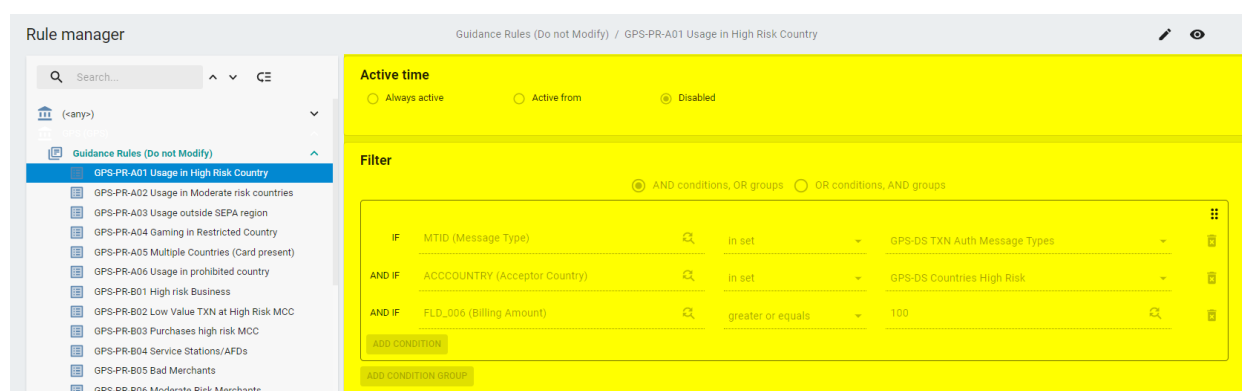 Rule manager
Guidance Rules (Do not Modify) / GPS-PR-A01 Usage in High Risk Country
Search...
(<any>)
Guidance Rules (Do not Modify)
GPS-PR-A01 Usage in High Risk Country
GPS-PR-A02 Usage in Moderate risk countries
GPS-PR-A03 Usage outside SEPA region
GPS-PR-A04 Gaming in Restricted Country
GPS-PR-A05 Multiple Countries (Card present)
GPS-PR-A06 Usage in prohibited country
GPS-PR-B01 High risk Business
GPS-PR-B02 Low Value TXN at High Risk MCC
GPS-PR-B03 Purchases high risk MCC
GPS-PR-B04 Service Stations/AFDs
GPS-PR-B05 Bad Merchants
GPS-PR-B06 Moderate Risk Merchants
Active time
Always active Active from Disabled
Filter
AND conditions, OR groups OR conditions, AND groups
IF MTID (Message Type) in set GPS-DS TXN Auth Message Types
AND IF ACCCOUNTRY (Acceptor Country) in set GPS-DS Countries High Risk
AND IF FLD_006 (Billing Amount) greater or equals 100
ADD CONDITION
ADD CONDITION GROUP